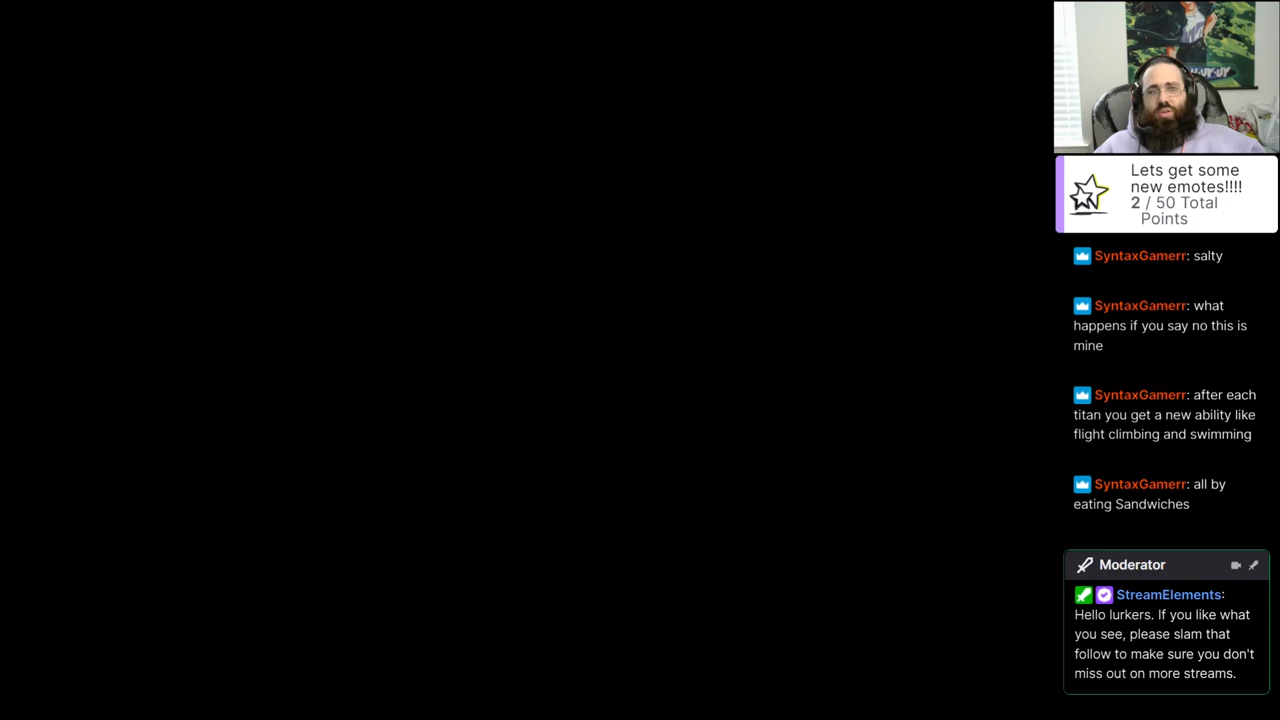 UY-UY
Lets get some
new emotes!!!!
2 / 50 Total
Points
SyntaxGamerr: salty
SyntaxGamerr: what
happens if you say no this is
mine
SyntaxGamerr: after each
titan you get a new ability like
flight climbing and swimming
SyntaxGamerr: all by
eating Sandwiches
Moderator
StreamElements:
Hello lurkers. If you like what
you see, please slam that
follow to make sure you don't
miss out on more streams.